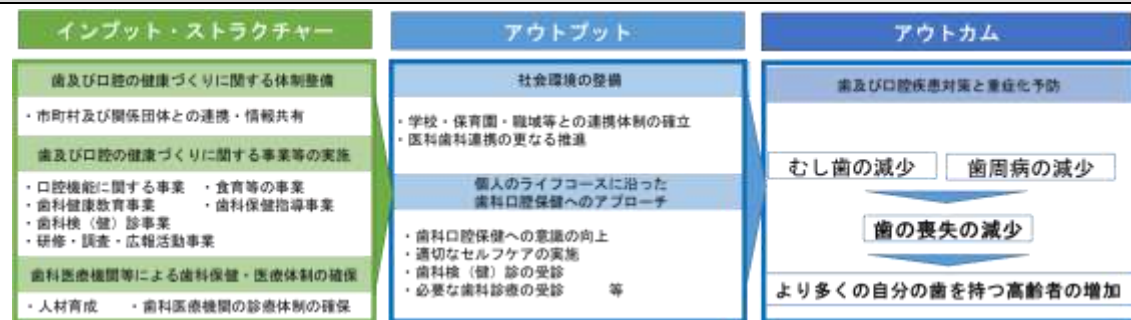 インプット・ストラクチャー
歯及び口腔の健康づくりに関する体制整備
・市町村及び関係団体との連携・情報共有
歯及び口腔の健康づくりに関する事業等の実施
・口腔機能に関する事業 ・食育等の事業
・歯科健康教育事業 ・歯科保健指導事業
・歯科検（健）診事業
・研修・調査・広報活動事業
歯科医療機関等による歯科保健・医療体制の確保
・人材育成 ・歯科医療機関の診療体制の確保
アウトプット
社会環境の整備
・学校・保育園・職域等との連携体制の確立
・医科歯科連携の更なる推進
個人のライフコースに沿った
歯科口腔保健へのアプローチ
・歯科口腔保健への意識の向上
・適切なセルフケアの実施
・歯科検（健）診の受診
・必要な歯科診療の受診 等
アウトカム
歯及び口腔疾患対策と重症化予防
むし歯の減少 歯周病の減少
歯の喪失の減少
より多くの自分の歯を持つ高齢者の増加